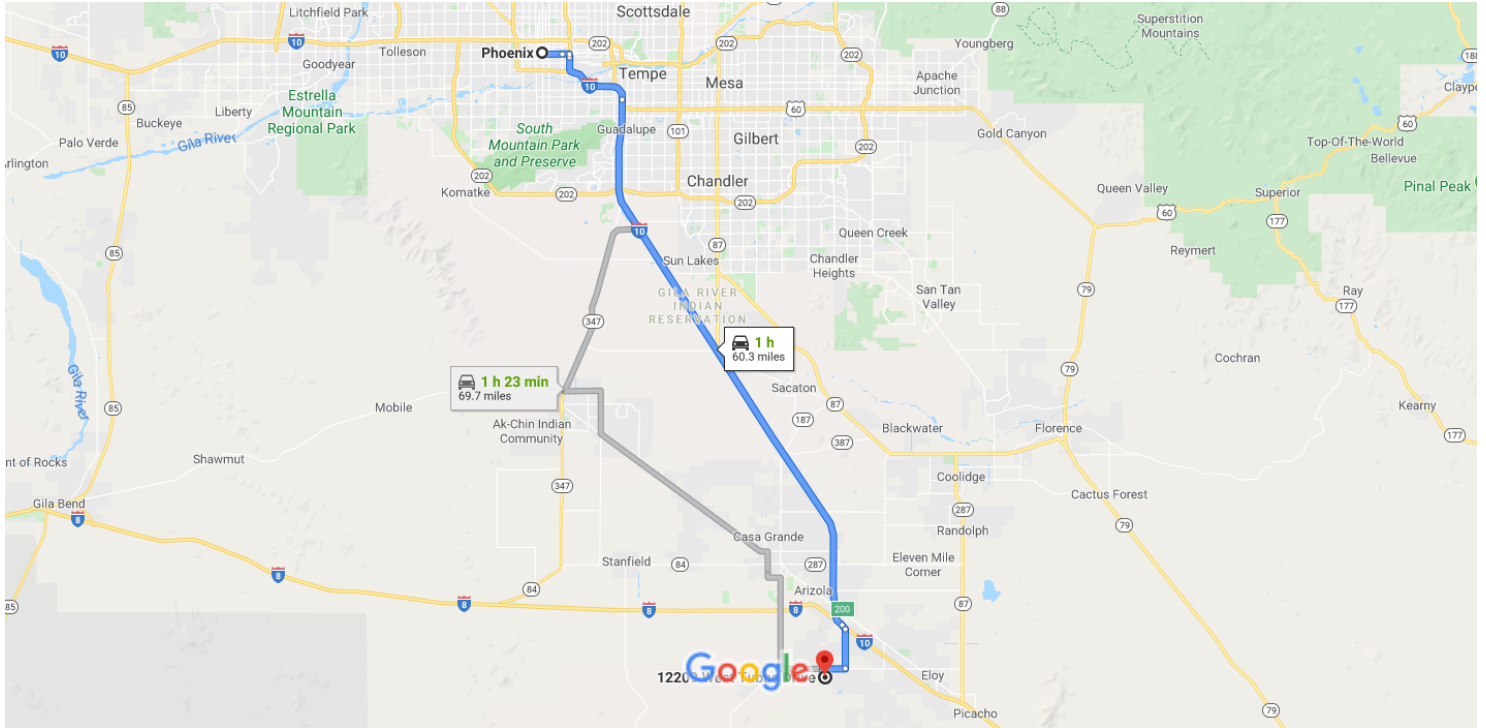 Litchfield Park
Scottsdale
88
Superstition
Mountains
10
10
Tolleson
Phoenix
202
202
Youngberg
188
Goodyear
Tempe
Mesa
Apache
Junction
85
Estrella
Mountain
Regional Park
10
Liberty
Buckeye
60
60
Guadalupe
101
South
Mountain Park
and Preserve
Gilbert
Gold Canyon
Palo Verde
Gila River
202
Top-Of-The-World
Bellevue
202
Chandler
Komatke
202
202
Queen Valley
Superior
Pinal Peak
60
177
10
87
Queen Creek
85
Reymert
Sun Lakes
Chandler
Heights
GILA RIVER
INDIAN
RESERVATION
San Tan
Valley
79
Ray
177
347
1 h
60.3 miles
Cochran
79
1 h 23 min
69.7 miles
Gila River
85
Mobile
Sacaton
87
Kearny
187
Ak-Chin Indian
Community
387
Blackwater
Florence
177
Shawmut
nt of Rocks
Coolidge
347
Cactus Forest
Gila Bend
8
287
79
Randolph
Casa Grande
Stanfield
84
287
Eleven Mile
Corner
8
84
Arizola
85
8
8
8
200
87
10
Google
Eloy
Drive
Picacho
79